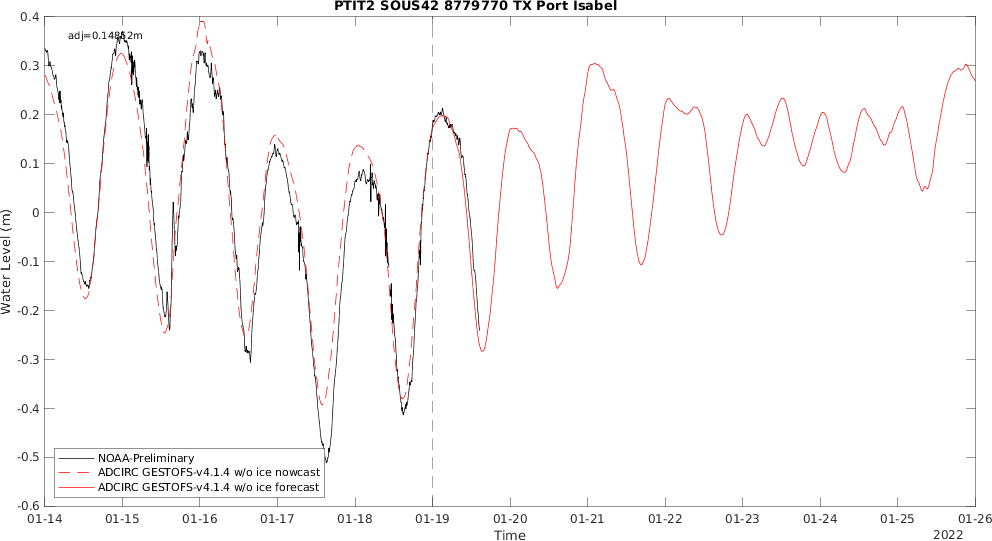 PTIT2 SOUS42 8779770 TX Port Isabel
0.4
0.3
0.2
0.1
0
-0.1
-0.2
-0.3
-0.4
-0.5
-0.6
Water Level (m)
NOAA-Preliminary
ADCIRC GESTOFS-v4.1.4 w/o ice nowcast
ADCIRC GESTOFS-v4.1.4 w/o ice forecast
01-14 01-15 01-16 01-17 01-18 01-19 01-20 01-21 01-22 01-23 01-24 01-25 01-26
Time
2022